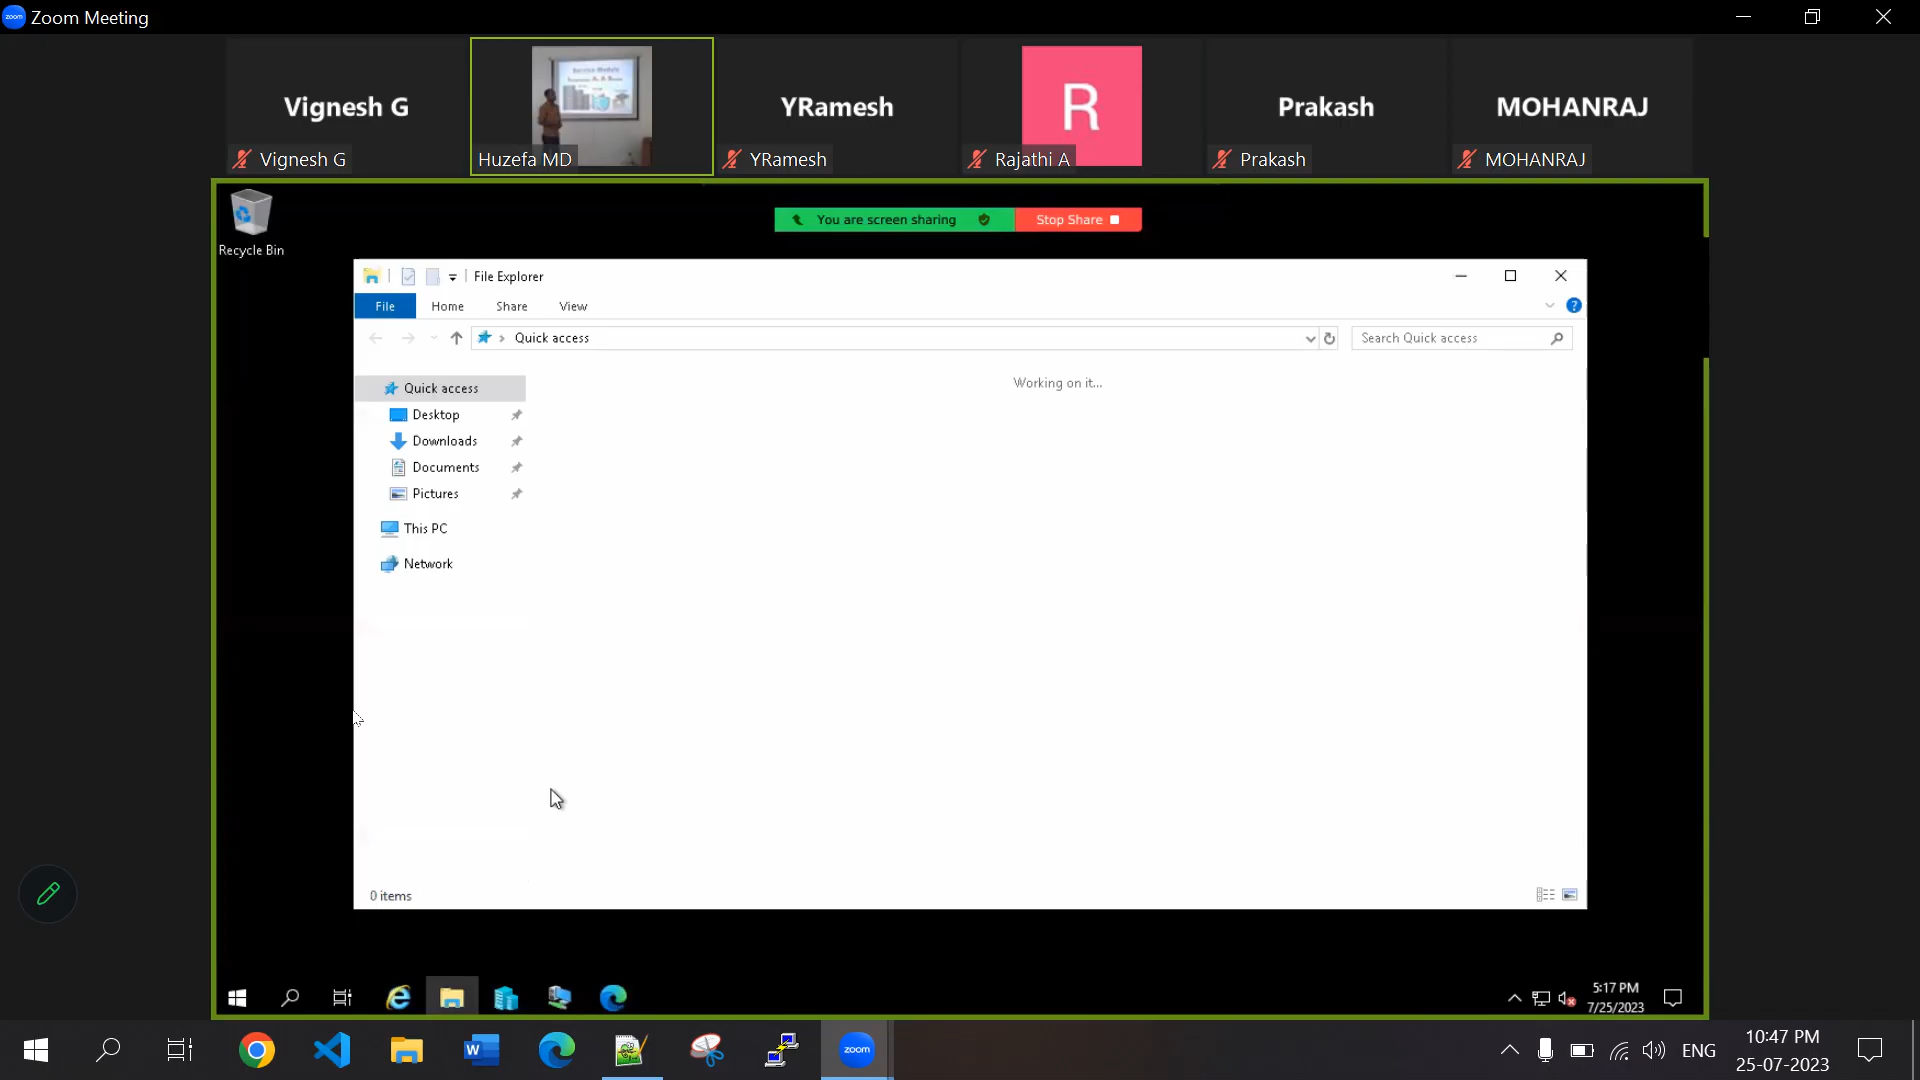 zoom Zoom Meeting
Vignesh G
YRamesh
R
Prakash
MOHANRAJ
Vignesh G
Huzefa MD
YRamesh
Rajathi A
Prakash
MOHANRAJ
Recycle Bin
You are screen sharing
Stop Share
File Explorer
File Home Share View
?
Quick access
Search Quick access
Working on it...
Quick access
Desktop
Downloads
Documents
Pictures
This PC
Network
0 items
5:17 PM
7/25/2023
W
zoom
ENG
10:47 PM
25-07-2023